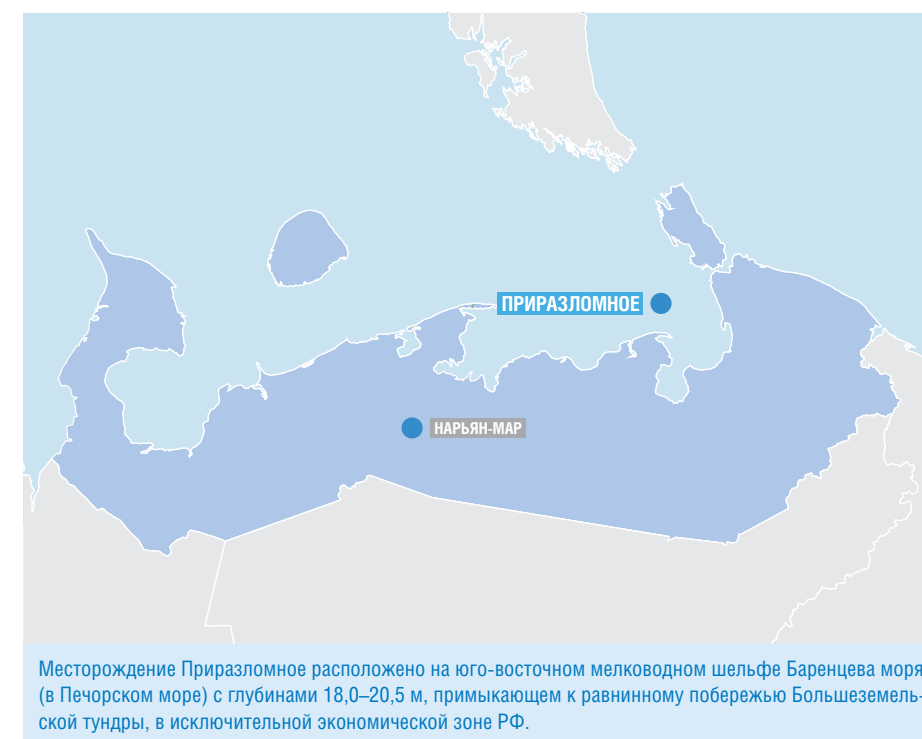 ПРИРАЗЛОМНОЕ
НАРЬЯН-МАР
Месторождение Приразломное расположено на юго-восточном мелководном шельфе Баренцева моря
(в Печорском море) с глубинами 18,0–20,5 м, примыкающем к равнинному побережью Большеземель-
ской тундры, в исключительной экономической зоне РФ.